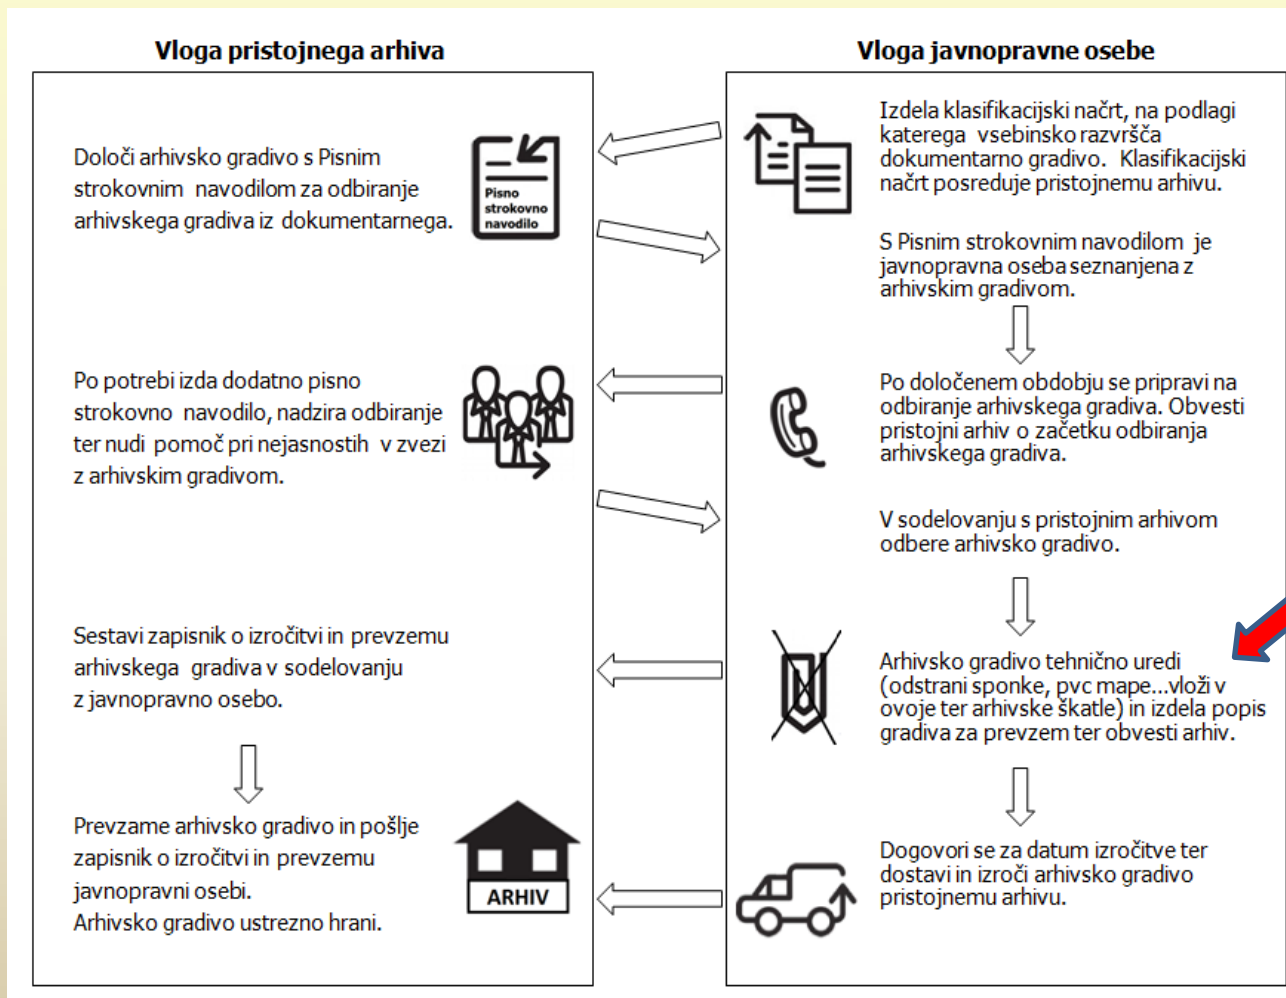 Vloga pristojnega arhiva
Določi arhivsko gradivo s Pisnim
strokovnim navodilom za odbiranje
arhivskega gradiva iz dokumentarnega.
Pisno
strokovno
navodilo
Po potrebi izda dodatno pisno
strokovno navodilo, nadzira odbiranje
ter nudi pomoč pri nejasnostih v zvezi
z arhivskim gradivom.
Sestavi zapisnik o izročitvi in prevzemu
arhivskega gradiva v sodelovanju
z javnopravno osebo.
Prevzame arhivsko gradivo in pošlje
zapisnik o izročitvi in prevzemu
javnopravni osebi.
Arhivsko gradivo ustrezno hrani.
ARHIV
Vloga javnopravne osebe
Izdela klasifikacijski načrt, na podlagi
katerega vsebinsko razvršča
dokumentarno gradivo. Klasifikacijski
načrt posreduje pristojnemu arhivu.
S Pisnim strokovnim navodilom je
javnopravna oseba seznanjena z
arhivskim gradivom.
Po določenem obdobju se pripravi na
odbiranje arhivskega gradiva. Obvesti
pristojni arhiv o začetku odbiranja
arhivskega gradiva.
V sodelovanju s pristojnim arhivom
odbere arhivsko gradivo.
Arhivsko gradivo tehnično uredi
(odstrani sponke, pvc mape...vloži v
ovoje ter arhivske škatle) in izdela popis
gradiva za prevzem ter obvesti arhiv.
Dogovori se za datum izročitve ter
dostavi in izroči arhivsko gradivo
pristojnemu arhivu.